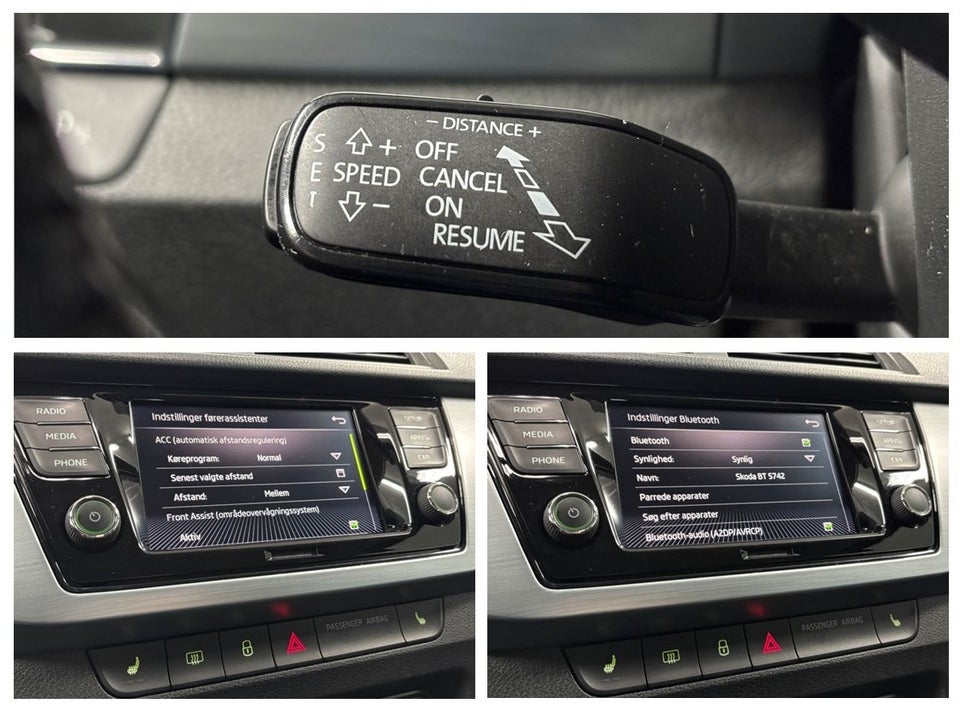 - DISTANCE +
S + OFF
E SPEED CANCEL
T - ON
RESUME
RADIO
MEDIA
PHONE
Indstillinger førerassistenter
ACC (automatisk afstandsregulering)
Køreprogram: Normal
Senest valgte afstand
Afstand: Mellem
Front Assist (områdeovervågningssystem)
Aktiv
SETUP
APPS
CAR
PASSENGER AIRBAG
RADIO
MEDIA
PHONE
Indstillinger Bluetooth
Bluetooth
Synlighed: Synlig
Navn: Skoda BT 5742
Parrede apparater
Søg efter apparater
Bluetooth-audio (A2DP/AVRCP)
SETUP
APPS
CAR
PASSENGER AIRBAG